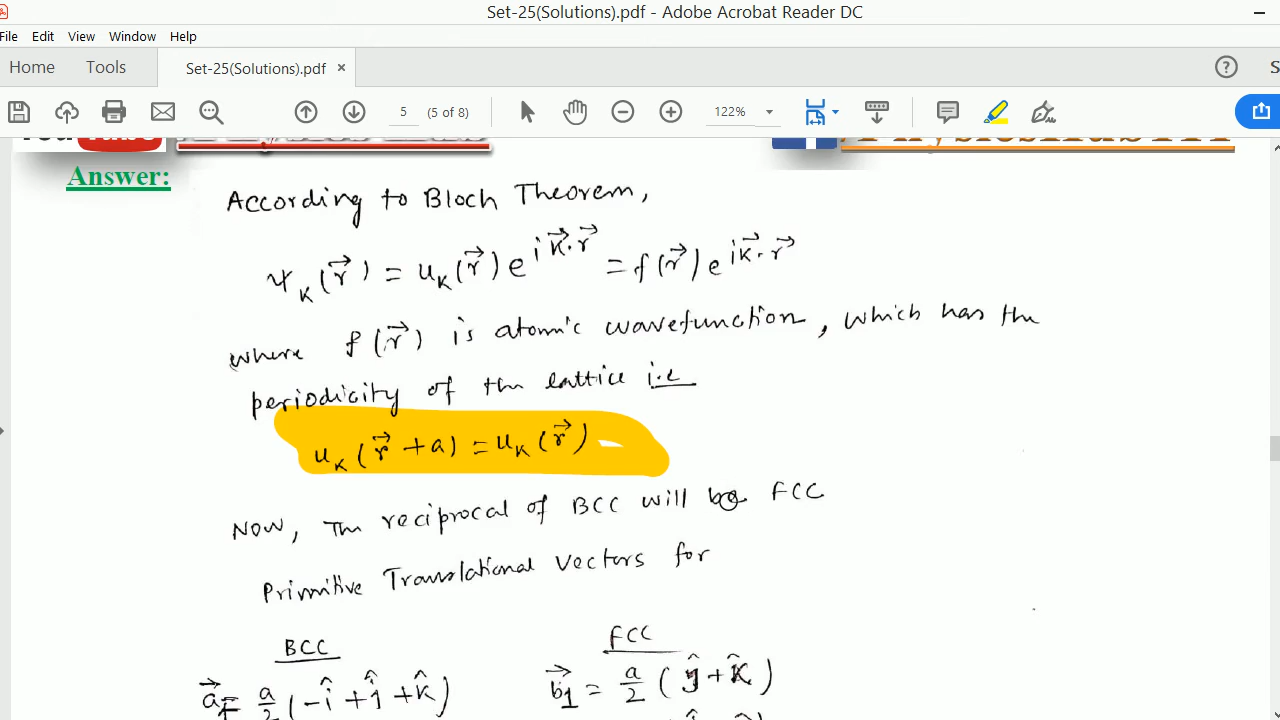 Set-25(Solutions).pdf - Adobe Acrobat Reader DC
File Edit View Window Help
Home Tools Set-25(Solutions).pdf ×
5 (5 of 8) 122%
Answer:
According to Bloch Theorem,
ψ_K(r⃗) = u_K(r⃗) e^{i K⃗·r⃗} = f(r⃗) e^{i K⃗·r⃗}
where f(r⃗) is atomic wavefunction, which has the
periodicity of the lattice i.e
u_K(r⃗ + a) = u_K(r⃗)
Now, The reciprocal of BCC will be FCC
Primitive Translational Vectors for
BCC FCC
a⃗_1 = a/2 (-î + ĵ + k̂) b⃗_1 = a/2 (ĵ + k̂)